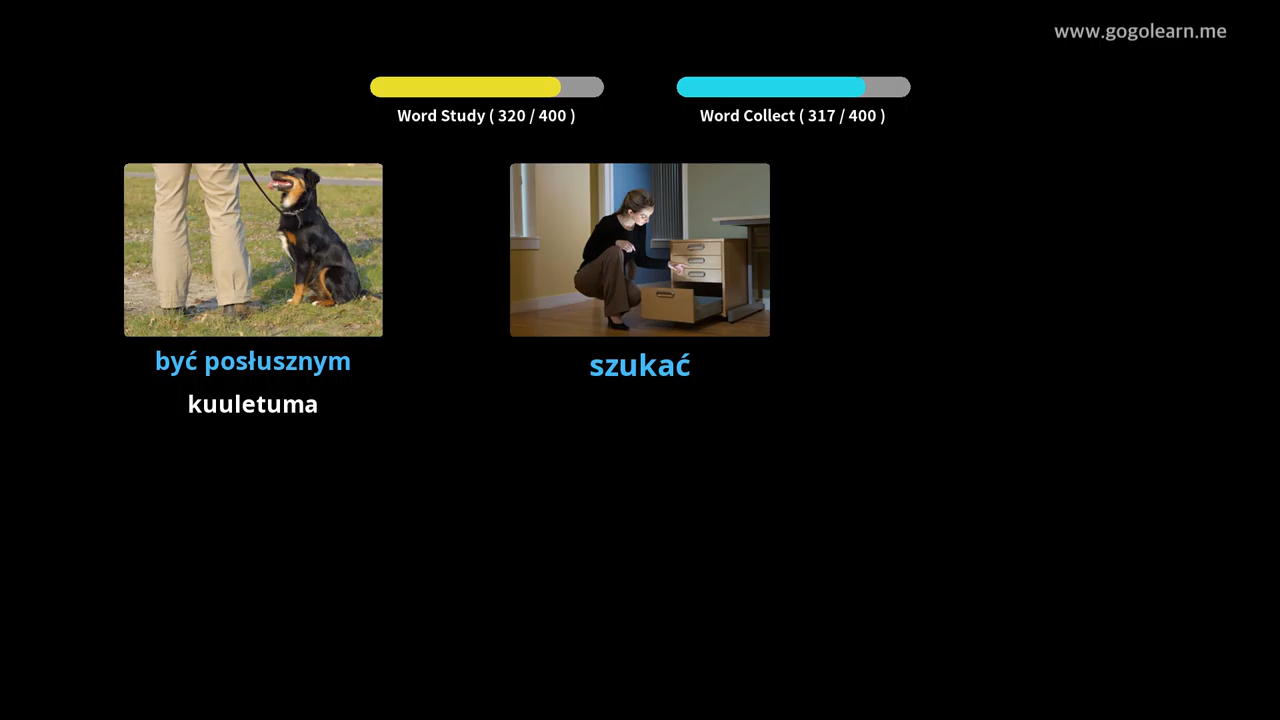 www.gogolearn.me
Word Study ( 320 / 400 )
Word Collect ( 317 / 400 )
być posłusznym
kuuletuma
szukać